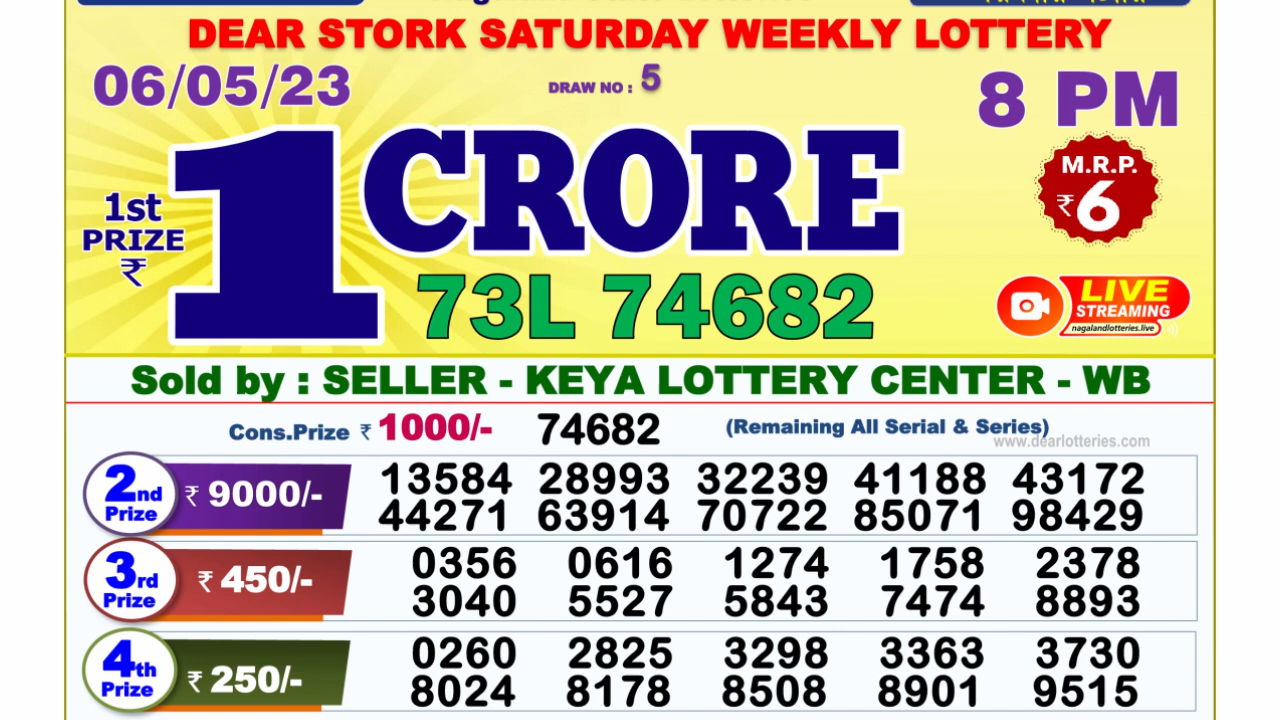 DEAR STORK SATURDAY WEEKLY LOTTERY
06/05/23
DRAW NO : 5
8 PM
1st
PRIZE
₹
1 CRORE
M.R.P.
₹6
73L 74682
LIVE
STREAMING
nagalandlotteries.live
Sold by : SELLER - KEYA LOTTERY CENTER - WB
Cons.Prize ₹ 1000/- 74682 (Remaining All Serial & Series)
www.dearlotteries.com
2nd Prize ₹ 9000/-
13584 28993 32239 41188 43172
44271 63914 70722 85071 98429
3rd Prize ₹ 450/-
0356 0616 1274 1758 2378
3040 5527 5843 7474 8893
4th Prize ₹ 250/-
0260 2825 3298 3363 3730
8024 8178 8508 8901 9515